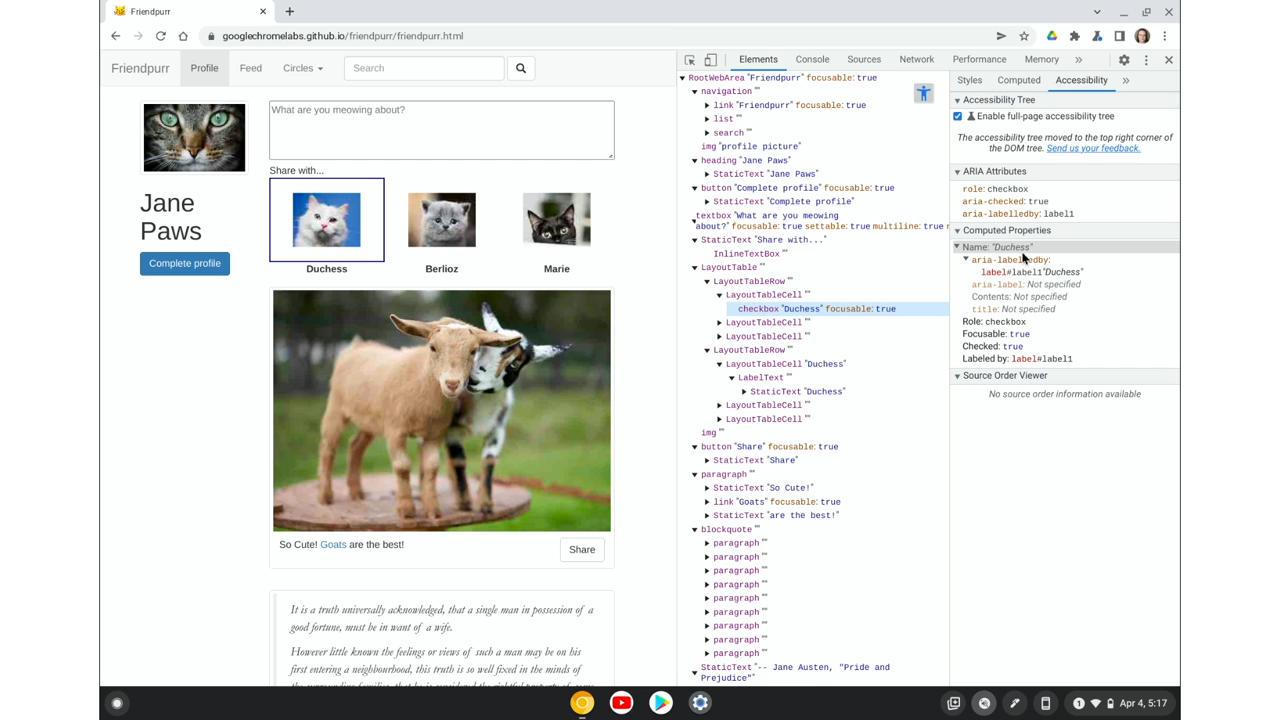 Friendpurr
googlechromelabs.github.io/friendpurr/friendpurr.html
Friendpurr Profile Feed Circles Search
What are you meowing about?
Share with...
Jane
Paws
Complete profile
Duchess Berlioz Marie
So Cute! Goats are the best!
Share
It is a truth universally acknowledged, that a single man in possession of a
good fortune, must be in want of a wife.
However little known the feelings or views of such a man may be on his
first entering a neighbourhood, this truth is so well fixed in the minds of
Elements Console Sources Network Performance Memory
RootWebArea "Friendpurr" focusable: true
navigation ""
link "Friendpurr" focusable: true
list ""
search ""
img "profile picture"
heading "Jane Paws"
StaticText "Jane Paws"
button "Complete profile" focusable: true
StaticText "Complete profile"
textbox "What are you meowing
about?" focusable: true settable: true multiline: true
StaticText "Share with..."
InlineTextBox ""
LayoutTable ""
LayoutTableRow ""
LayoutTableCell ""
checkbox "Duchess" focusable: true
LayoutTableCell ""
LayoutTableCell ""
LayoutTableRow ""
LayoutTableCell "Duchess"
LabelText ""
StaticText "Duchess"
LayoutTableCell ""
LayoutTableCell ""
img ""
button "Share" focusable: true
StaticText "Share"
paragraph ""
StaticText "So Cute!"
link "Goats" focusable: true
StaticText "are the best!"
blockquote ""
paragraph ""
paragraph ""
paragraph ""
paragraph ""
paragraph ""
paragraph ""
paragraph ""
paragraph ""
paragraph ""
StaticText "-- Jane Austen, "Pride and
Prejudice""
Styles Computed Accessibility
Accessibility Tree
Enable full-page accessibility tree
The accessibility tree moved to the top right corner of
the DOM tree. Send us your feedback.
ARIA Attributes
role: checkbox
aria-checked: true
aria-labelledby: label1
Computed Properties
Name: "Duchess"
aria-labelledby:
label#label1"Duchess"
aria-label: Not specified
Contents: Not specified
title: Not specified
Role: checkbox
Focusable: true
Checked: true
Labeled by: label#label1
Source Order Viewer
No source order information available
1 Apr 4, 5:17